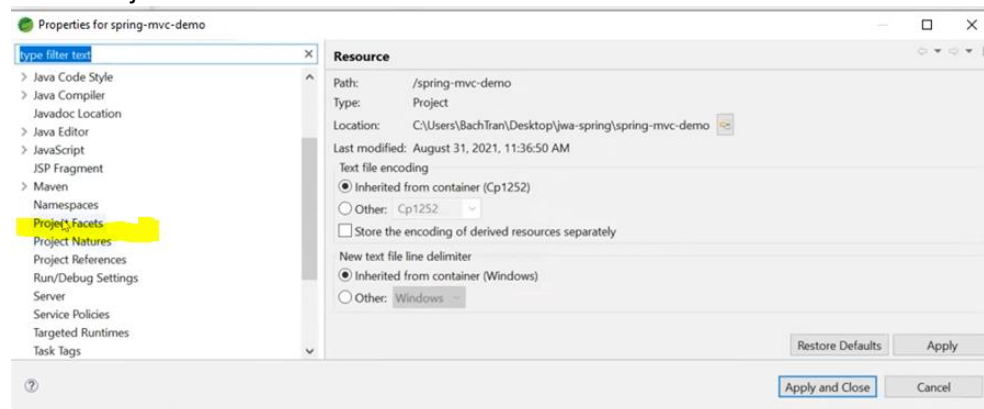 Properties for spring-mvc-demo
type filter text
Java Code Style
Java Compiler
Javadoc Location
Java Editor
JavaScript
JSP Fragment
Maven
Namespaces
Project Facets
Project Natures
Project References
Run/Debug Settings
Server
Service Policies
Targeted Runtimes
Task Tags
Resource
Path: /spring-mvc-demo
Type: Project
Location: C:\Users\BachTran\Desktop\jwa-spring\spring-mvc-demo
Last modified: August 31, 2021, 11:36:50 AM
Text file encoding
Inherited from container (Cp1252)
Other: Cp1252
Store the encoding of derived resources separately
New text file line delimiter
Inherited from container (Windows)
Other: Windows
Restore Defaults Apply
Apply and Close Cancel